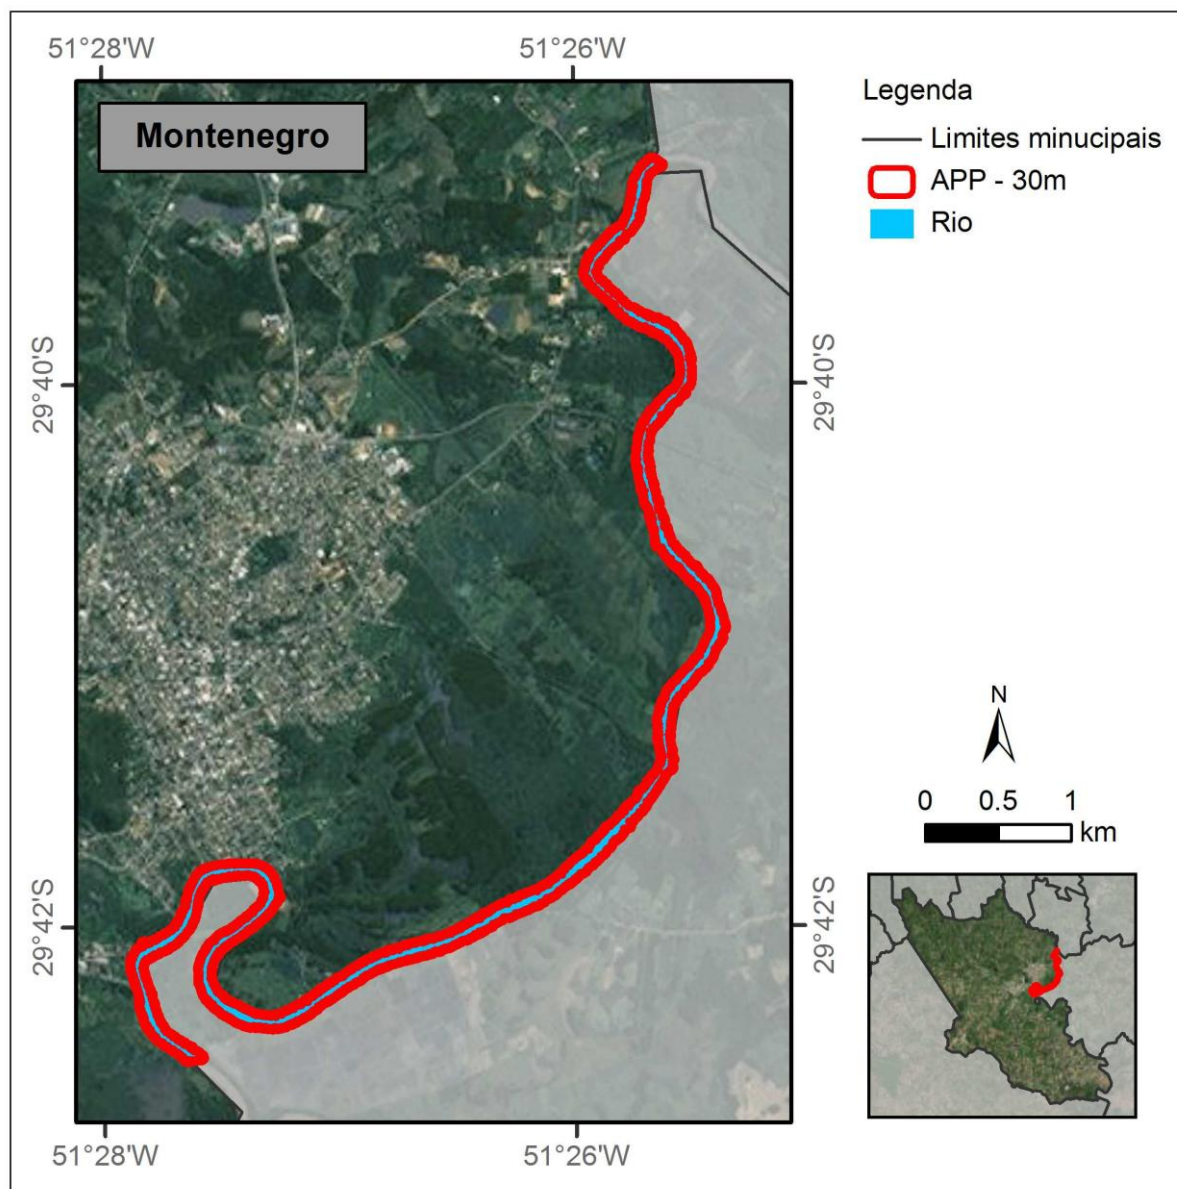 51°28'W
51°26'W
Montenegro
Legenda
Limites minucipais
APP - 30m
Rio
29°40'S
29°40'S
N
0 0.5 1
km
29°42'S
29°42'S
51°28'W
51°26'W